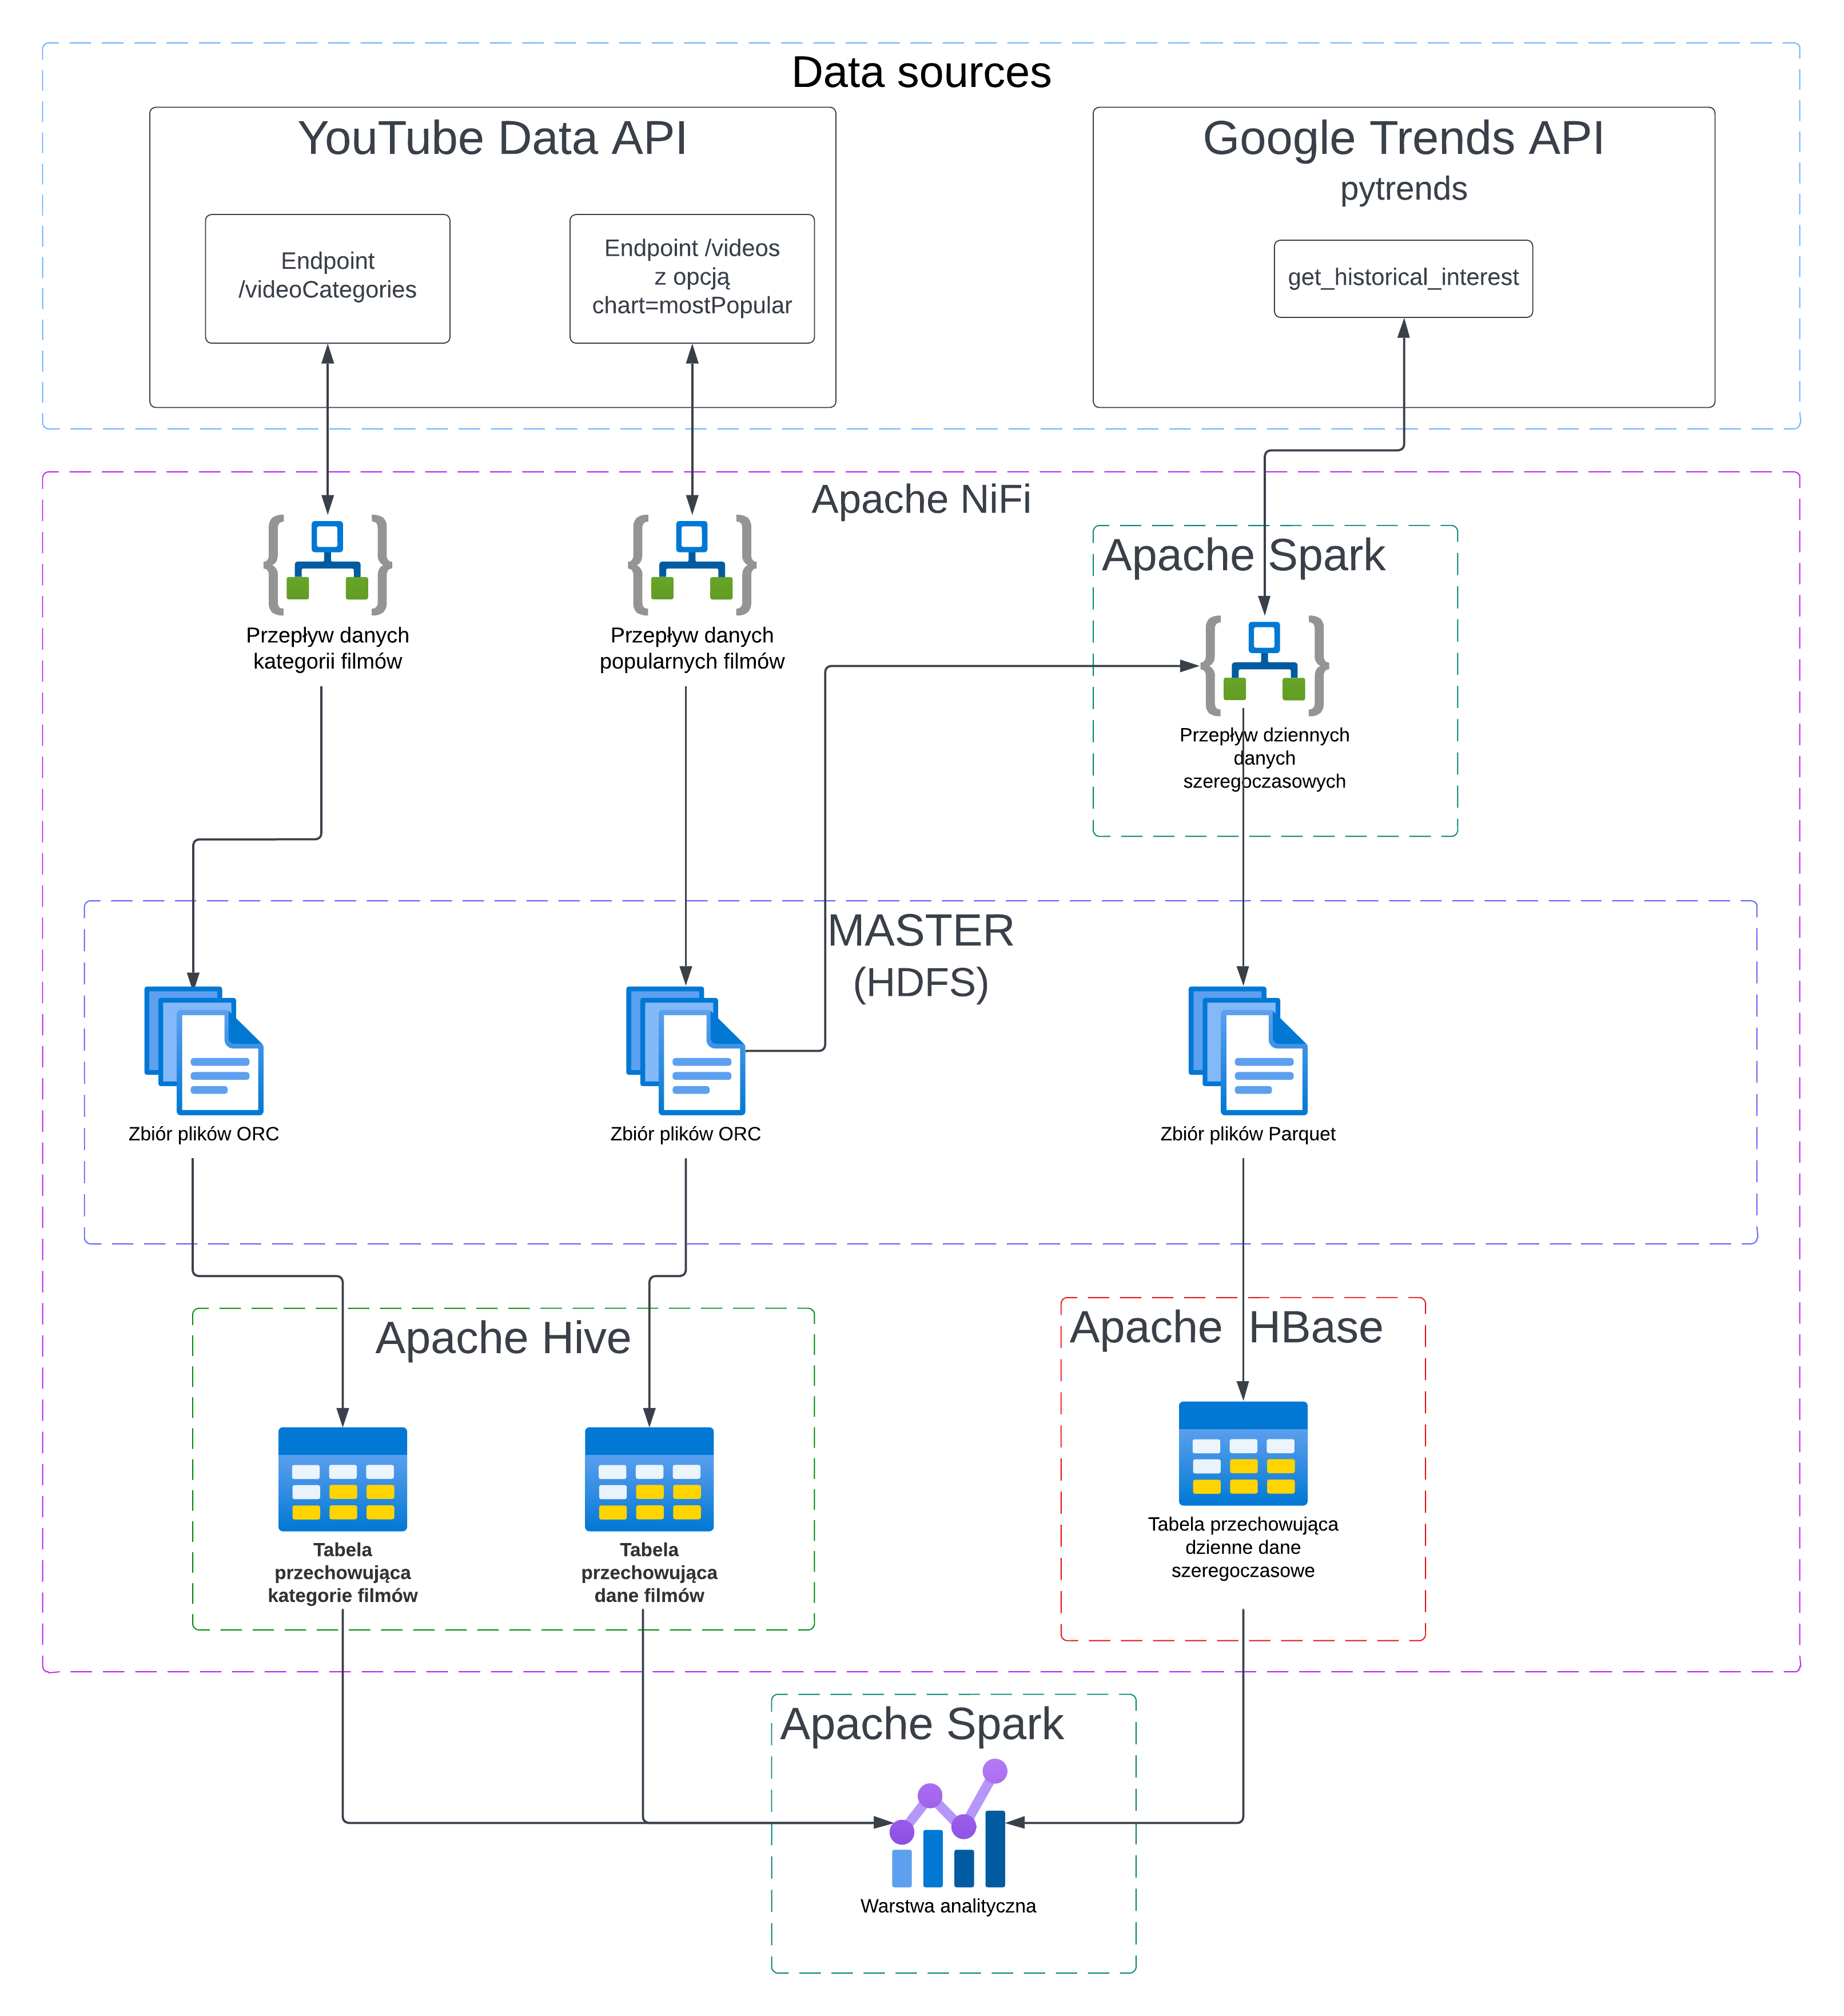 Data sources
YouTube Data API
Endpoint
/videoCategories
Endpoint /videos
z opcją
chart=mostPopular
Google Trends API
pytrends
get_historical_interest
Apache NiFi
Przepływ danych
kategorii filmów
Przepływ danych
popularnych filmów
Apache Spark
Przepływ dziennych
danych
szeregoczasowych
MASTER
(HDFS)
Zbiór plików ORC
Zbiór plików ORC
Zbiór plików Parquet
Apache Hive
Tabela
przechowująca
kategorie filmów
Tabela
przechowująca
dane filmów
Apache HBase
Tabela przechowująca
dzienne dane
szeregoczasowe
Apache Spark
Warstwa analityczna